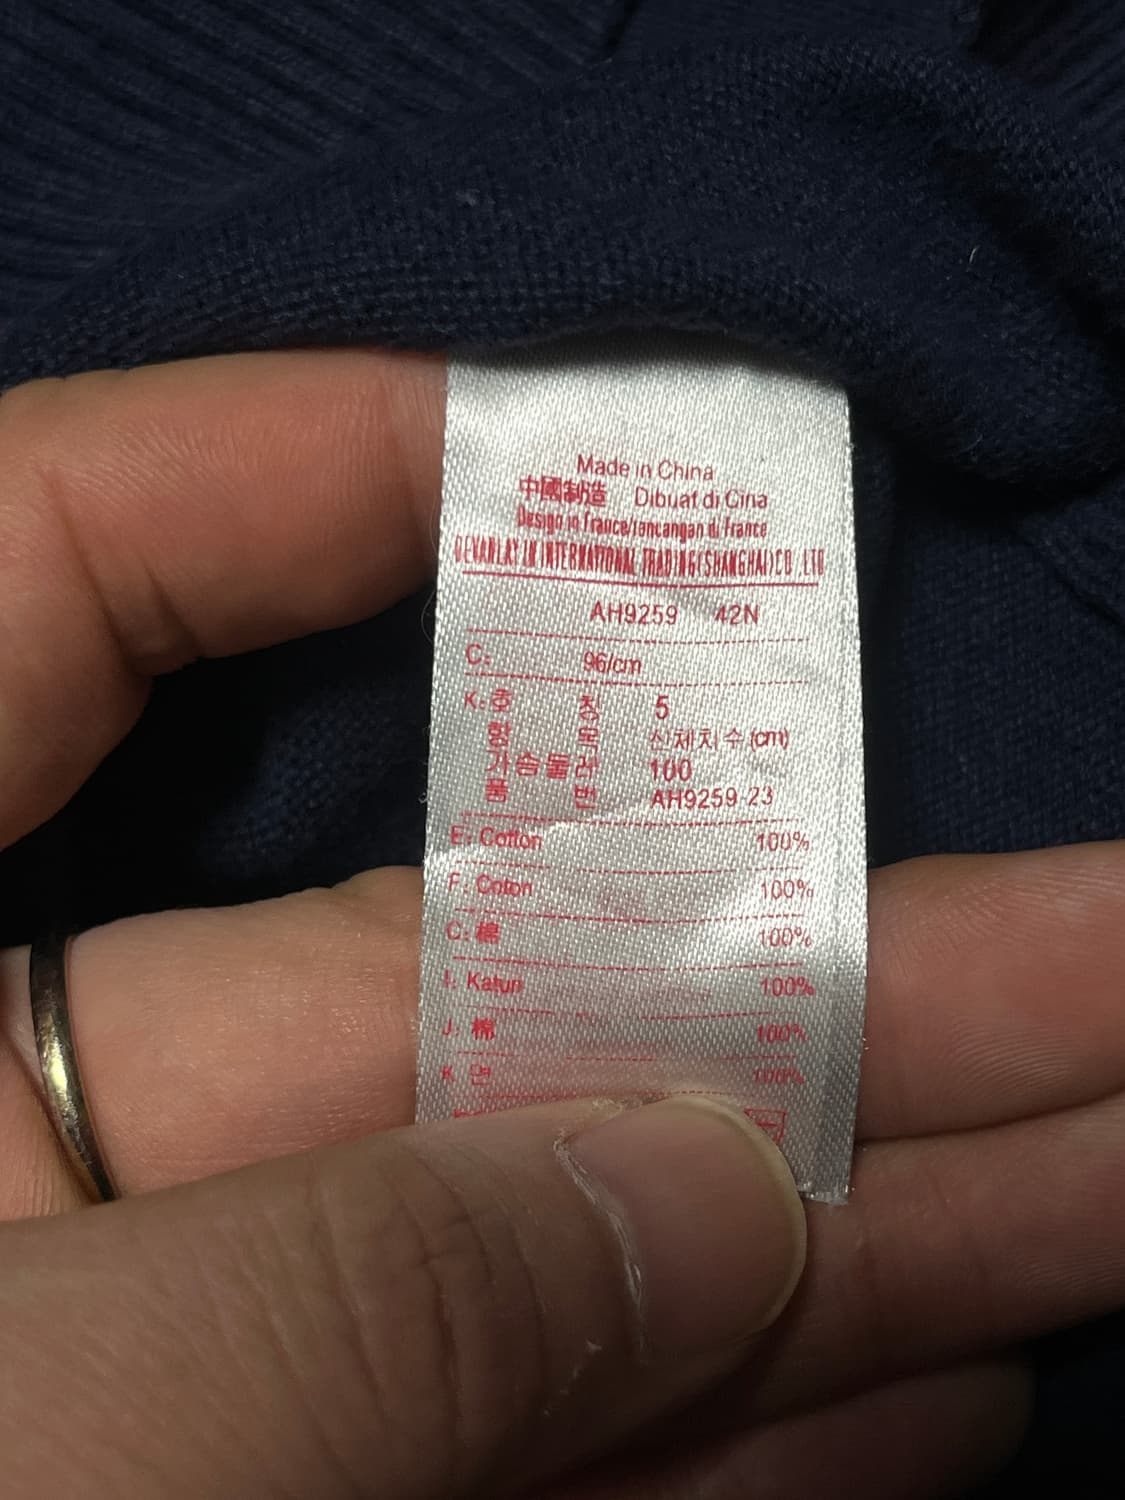 Made in China
中國制造 Dibuat di Cina
Design in France/rancangan di France
DEVANLAY LH INTERNATIONAL TRADING(SHANGHAI)CO.,LTD
AH9259 42N
C: 96/cm
K: 호 칭 5
항 목 신체치수(cm)
가슴둘레 100
품 번 AH9259-23
E: Cotton 100%
F: Coton 100%
C: 棉 100%
I: Katun 100%
J: 棉 100%
K 면 100%